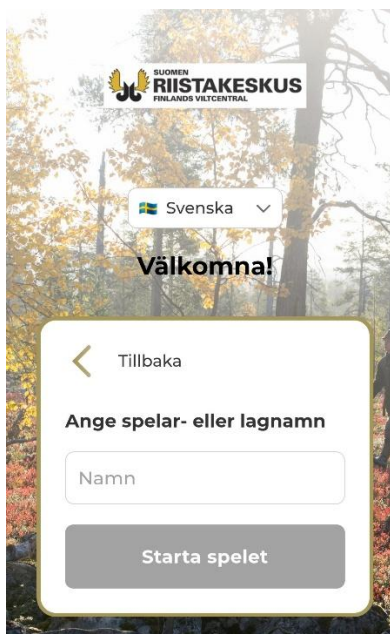 SUOMEN
RIISTAKESKUS
FINLANDS VILTCENTRAL
Svenska
Välkomna!
Tillbaka
Ange spelar- eller lagnamn
Namn
Starta spelet